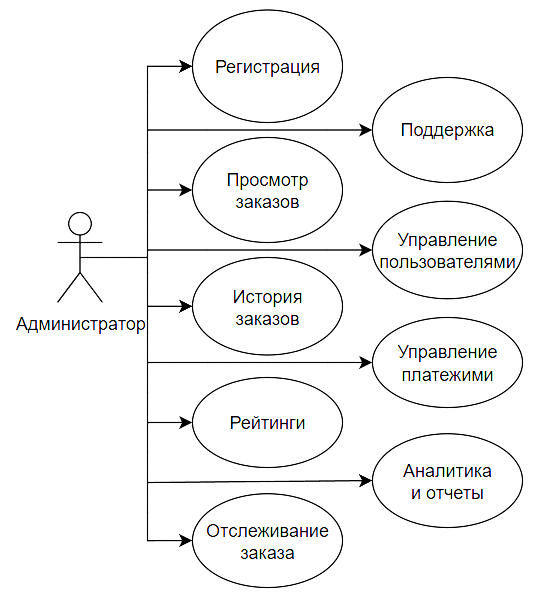 Регистрация
Поддержка
Просмотр
заказов
Управление
пользователями
История
заказов
Администратор
Управление
платежими
Рейтинги
Аналитика
и отчеты
Отслеживание
заказа